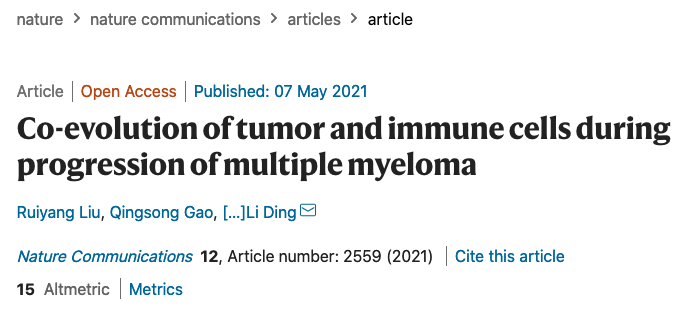 nature > nature communications > articles > article
Article | Open Access | Published: 07 May 2021
Co-evolution of tumor and immune cells during
progression of multiple myeloma
Ruiyang Liu, Qingsong Gao, [...]Li Ding
Nature Communications 12, Article number: 2559 (2021) | Cite this article
15 Altmetric | Metrics